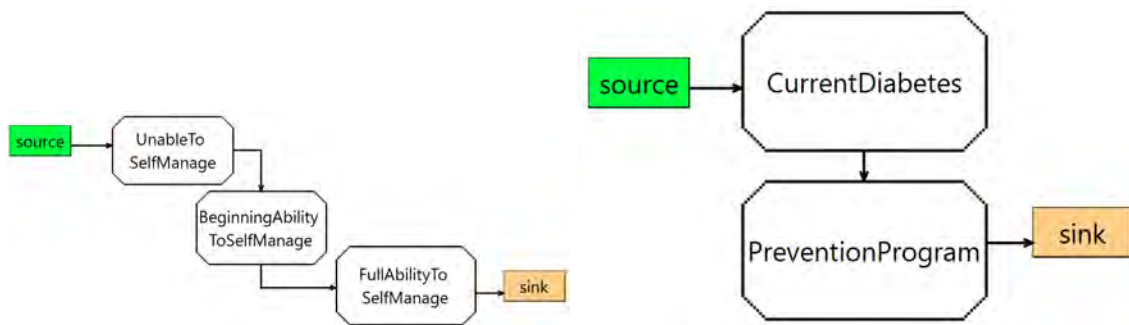 source
UnableTo
SelfManage
BeginningAbility
ToSelfManage
FullAbilityTo
SelfManage
sink
source
CurrentDiabetes
PreventionProgram
sink